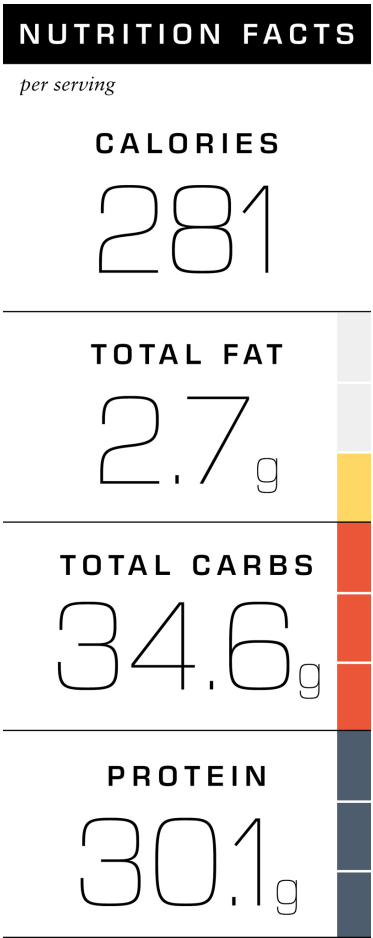 NUTRITION FACTS
per serving
CALORIES
281
TOTAL FAT
2.7g
TOTAL CARBS
34.6g
PROTEIN
30.1g